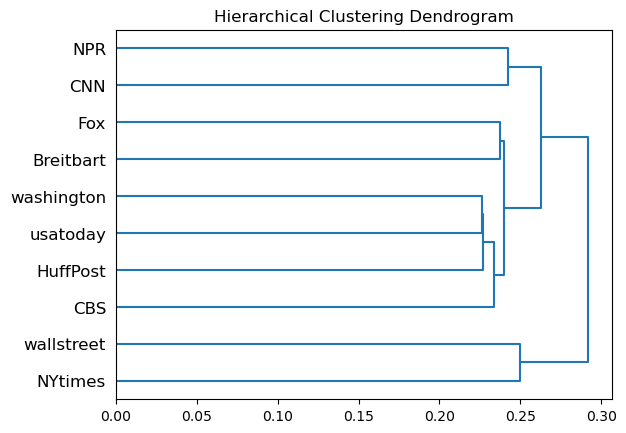 Hierarchical Clustering Dendrogram
NPR
CNN
Fox
Breitbart
washington
usatoday
HuffPost
CBS
wallstreet
NYtimes
0.00 0.05 0.10 0.15 0.20 0.25 0.30